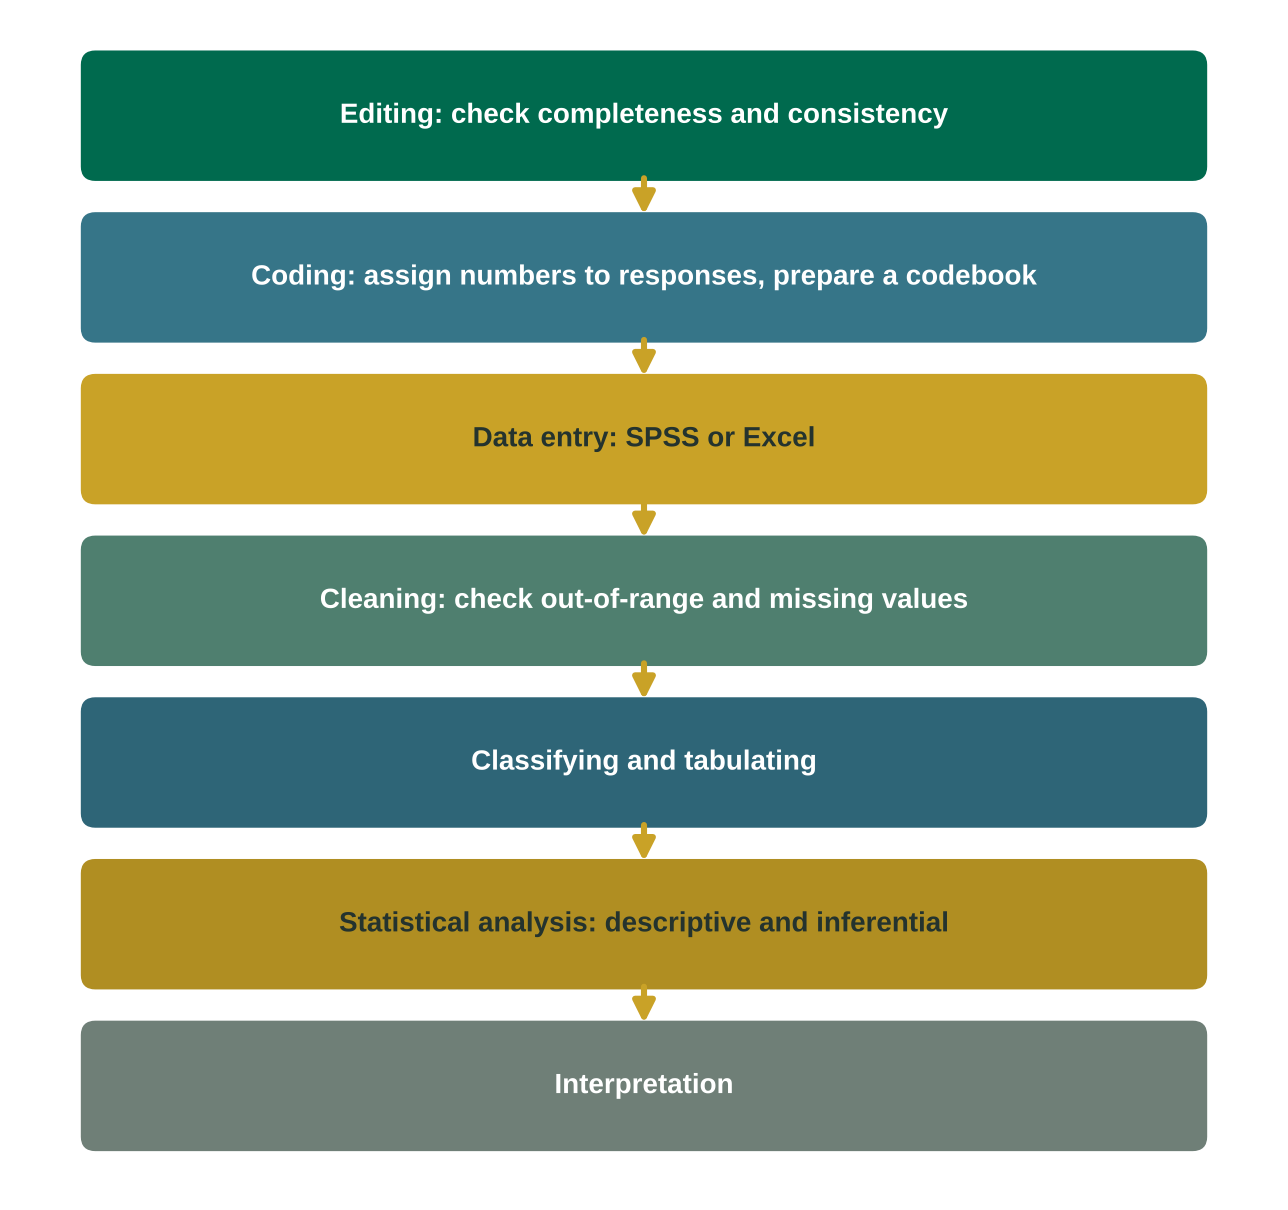 Editing: check completeness and consistency
Coding: assign numbers to responses, prepare a codebook
Data entry: SPSS or Excel
Cleaning: check out-of-range and missing values
Classifying and tabulating
Statistical analysis: descriptive and inferential
Interpretation